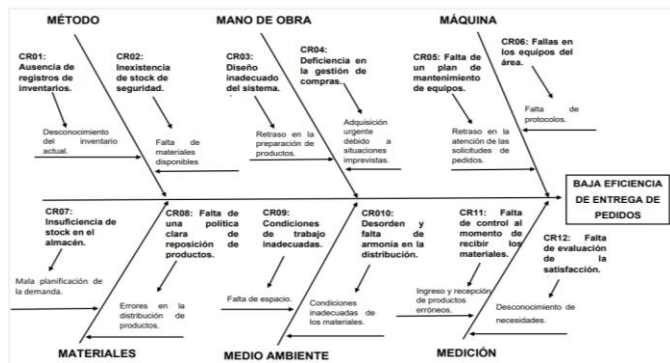 MÉTODO
MANO DE OBRA
MÁQUINA
CR01:
Ausencia de
registros de
inventarios.
CR02:
Inexistencia
de stock de
seguridad.
CR03:
Diseño
inadecuado
del sistema.
CR04:
Deficiencia en
la gestión de
compras.
CR05: Falta de
un plan de
mantenimiento
de equipos.
CR06: Fallas en
los equipos del
área.
Desconocimiento
del inventario
actual.
Falta de
materiales
disponibles
Retraso en la
preparación de
productos.
Adquisición
urgente
debido a
situaciones
imprevistas.
Retraso en la
atención de las
solicitudes de
pedidos.
Falta de
protocolos.
BAJA EFICIENCIA
DE ENTREGA DE
PEDIDOS
CR07:
Insuficiencia de
stock en el
almacén.
CR08: Falta de
una política
clara de
reposición de
productos.
CR09:
Condiciones
de trabajo
inadecuadas.
CR010:
Desorden y
falta de
armonía en la
distribución.
CR11: Falta
de control al
momento de
recibir los
materiales.
CR12: Falta
de evaluación
de la
satisfacción.
Mala planificación de
la demanda.
Errores en la
distribución de
productos.
Falta de espacio.
Condiciones
inadecuadas de
los materiales.
Ingreso y recepción
de productos
erróneos.
Desconocimiento de
necesidades.
MATERIALES
MEDIO AMBIENTE
MEDICIÓN